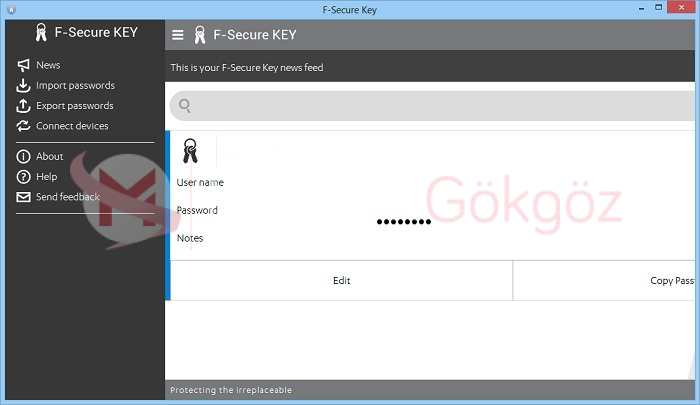 F-Secure Key
F-Secure KEY
News
Import passwords
Export passwords
Connect devices
About
Help
Send feedback
F-Secure KEY
This is your F-Secure Key news feed
User name
Password
••••••••
Notes
Edit
Copy Pass
M Gökgöz
Protecting the irreplaceable